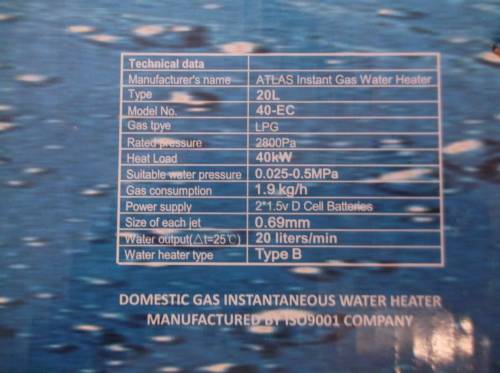 Technical data
Manufacturer's name ATLAS Instant Gas Water Heater
Type 20L
Model No. 40-EC
Gas tpye LPG
Rated pressure 2800Pa
Heat Load 40kW
Suitable water pressure 0.025-0.5MPa
Gas consumption 1.9 kg/h
Power supply 2*1.5v D Cell Batteries
Size of each jet 0.69mm
Water output(△t=25℃) 20 liters/min
Water heater type Type B
DOMESTIC GAS INSTANTANEOUS WATER HEATER
MANUFACTURED BY ISO9001 COMPANY